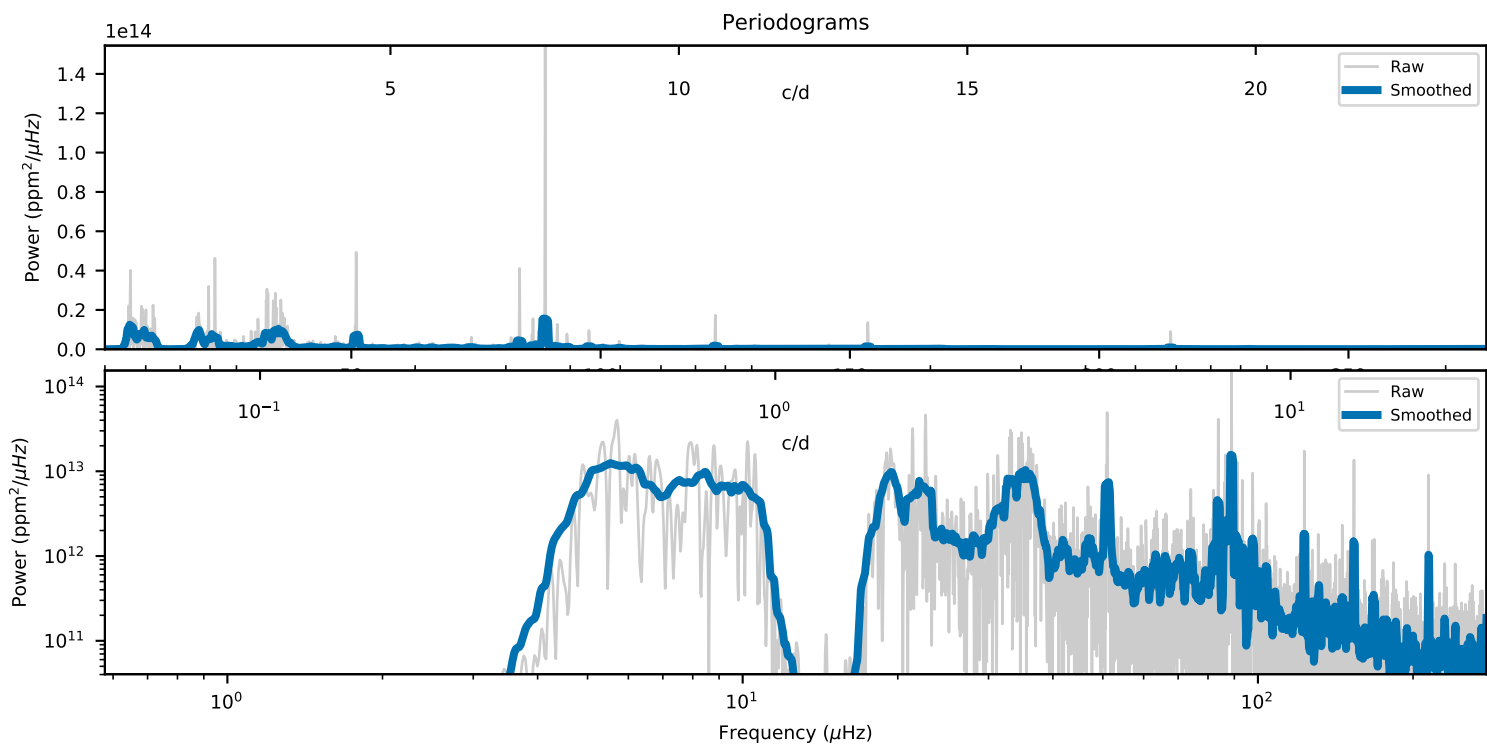 Periodograms
1e14
5 10 15 20
c/d
Raw
Smoothed
1.4
1.2
1.0
0.8
0.6
0.4
0.2
0.0
Power (ppm²/μHz)
10⁻¹ 10⁰ 10¹
c/d
Raw
Smoothed
10¹⁴
10¹³
10¹²
10¹¹
Power (ppm²/μHz)
10⁰ 10¹ 10²
Frequency (μHz)